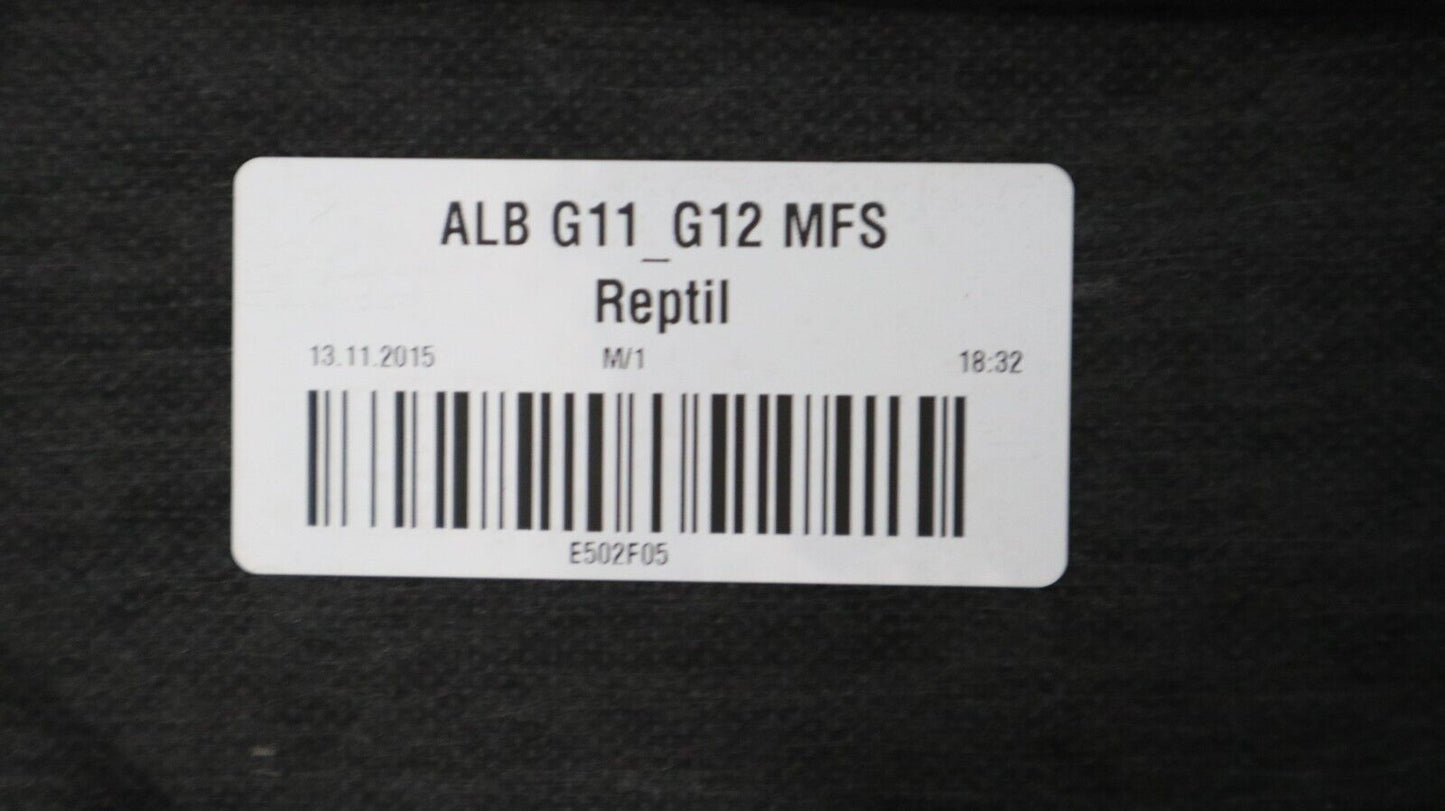 ALB G11_G12 MFS
Reptil
13.11.2015 M/1 18:32
E502F05